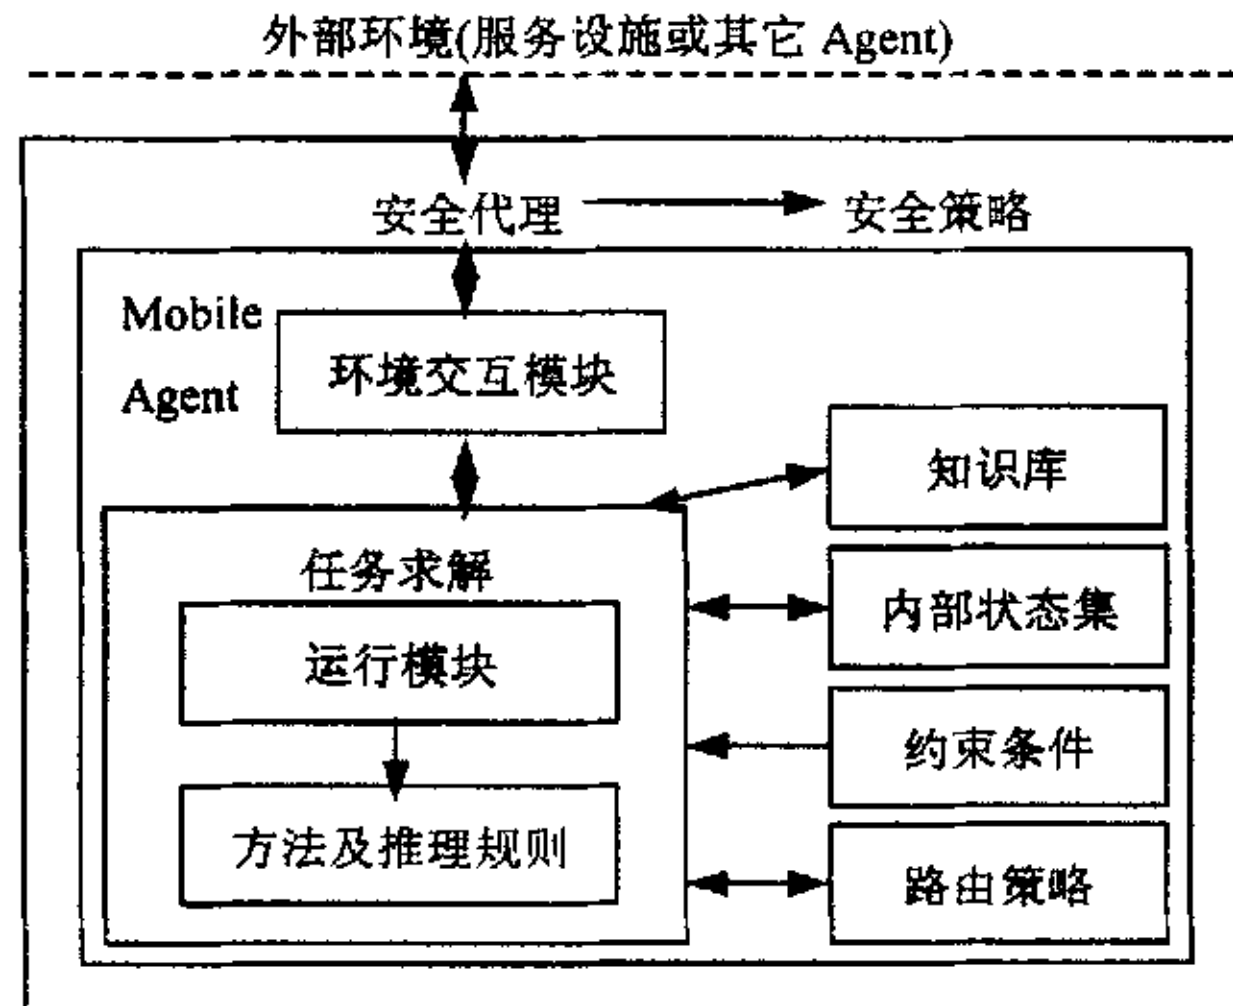 外部环境(服务设施或其它 Agent)
安全代理
安全策略
Mobile
Agent
环境交互模块
知识库
任务求解
内部状态集
运行模块
约束条件
方法及推理规则
路由策略